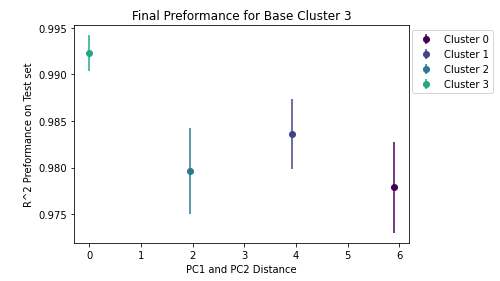 Final Preformance for Base Cluster 3
0.995
0.990
0.985
0.980
0.975
R^2 Preformance on Test set
0 1 2 3 4 5 6
PC1 and PC2 Distance
Cluster 0
Cluster 1
Cluster 2
Cluster 3